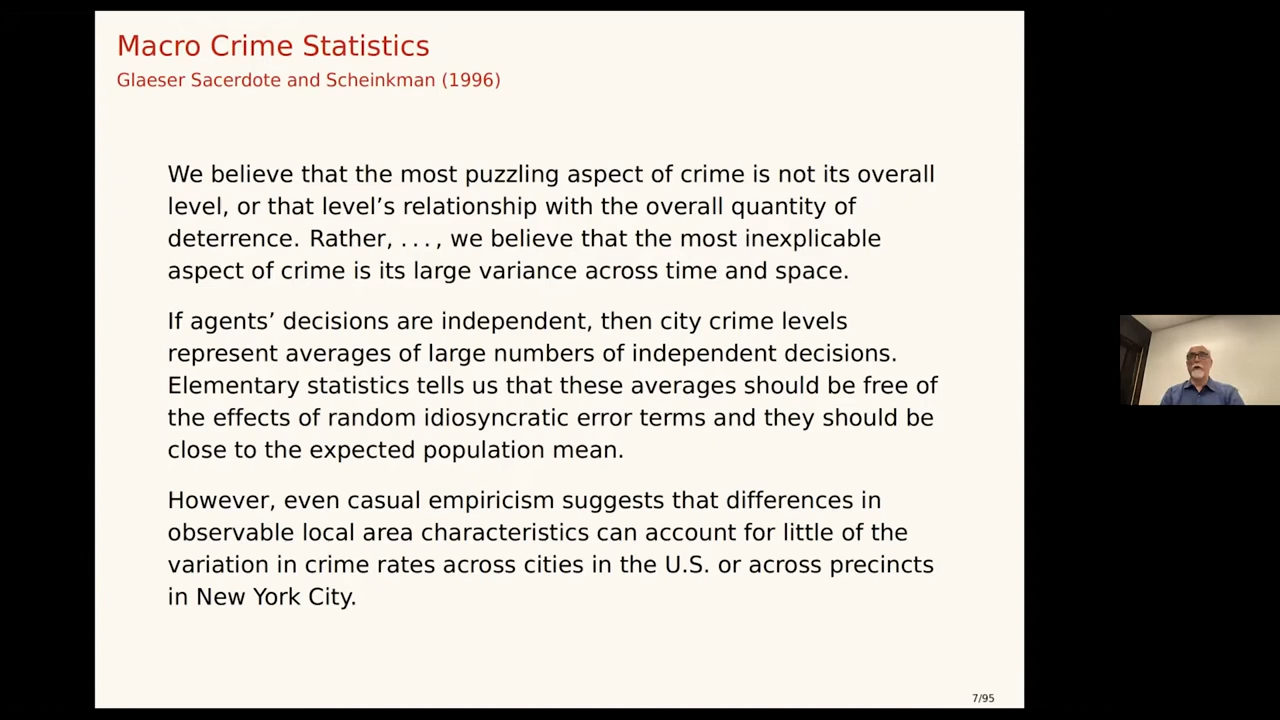 Macro Crime Statistics
Glaeser Sacerdote and Scheinkman (1996)
We believe that the most puzzling aspect of crime is not its overall
level, or that level’s relationship with the overall quantity of
deterrence. Rather, . . . , we believe that the most inexplicable
aspect of crime is its large variance across time and space.
If agents’ decisions are independent, then city crime levels
represent averages of large numbers of independent decisions.
Elementary statistics tells us that these averages should be free of
the effects of random idiosyncratic error terms and they should be
close to the expected population mean.
However, even casual empiricism suggests that differences in
observable local area characteristics can account for little of the
variation in crime rates across cities in the U.S. or across precincts
in New York City.
7/95